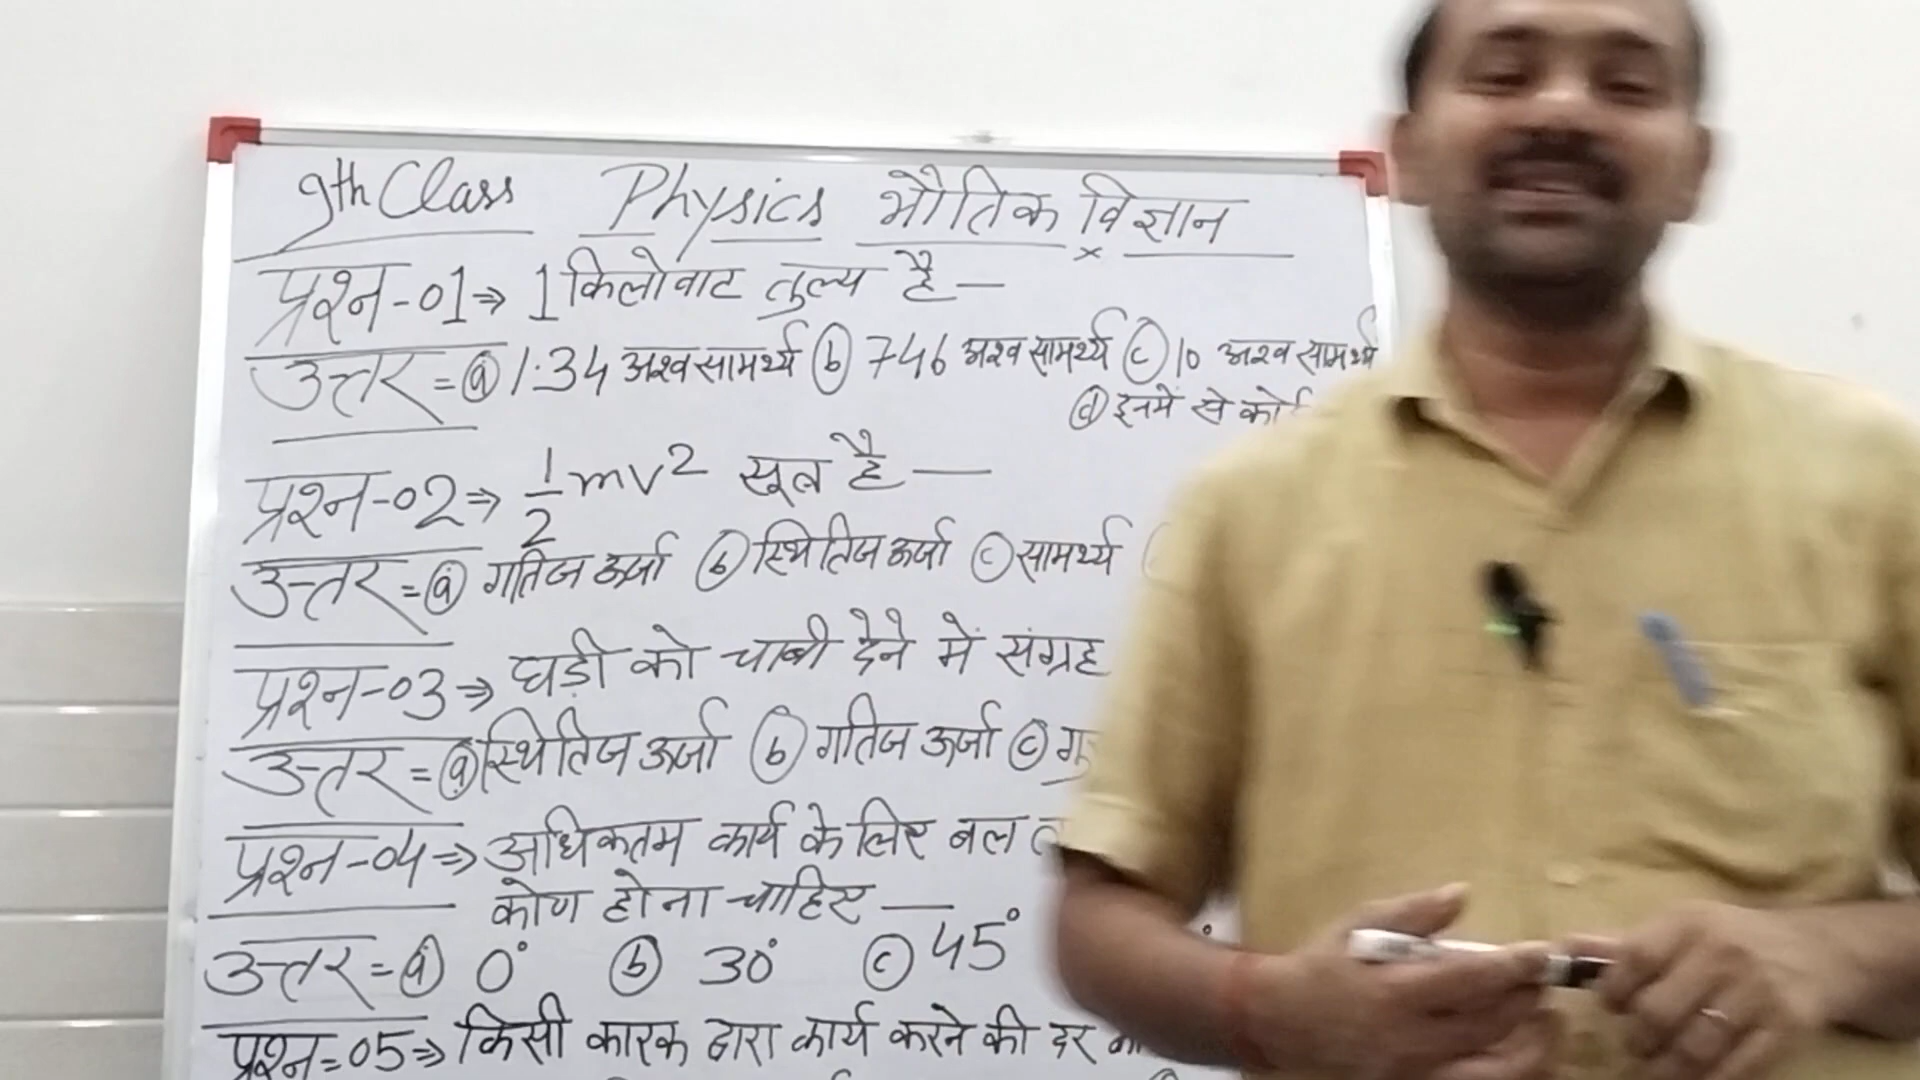 9th Class Physics भौतिक विज्ञान
प्रश्न-01⇒ 1 किलोवाट तुल्य है—
उत्तर = ⓐ 1.34 अश्व सामर्थ्य ⓑ 746 अश्व सामर्थ्य ⓒ 10 अश्व सामर्थ्य
ⓓ इनमें से
प्रश्न-02⇒ 1/2 mv² सूत्र है—
उत्तर = ⓐ गतिज ऊर्जा ⓑ स्थितिज ऊर्जा ⓒ सामर्थ्य
प्रश्न-03⇒ घड़ी को चाबी देने में संग्रह
उत्तर = ⓐ स्थितिज ऊर्जा ⓑ गतिज ऊर्जा ⓒ
प्रश्न-04⇒ अधिकतम कार्य के लिए बल
कोण होना चाहिए—
उत्तर = ⓐ 0° ⓑ 30° ⓒ 45°
प्रश्न=05⇒ किसी कारक द्वारा कार्य करने की दर